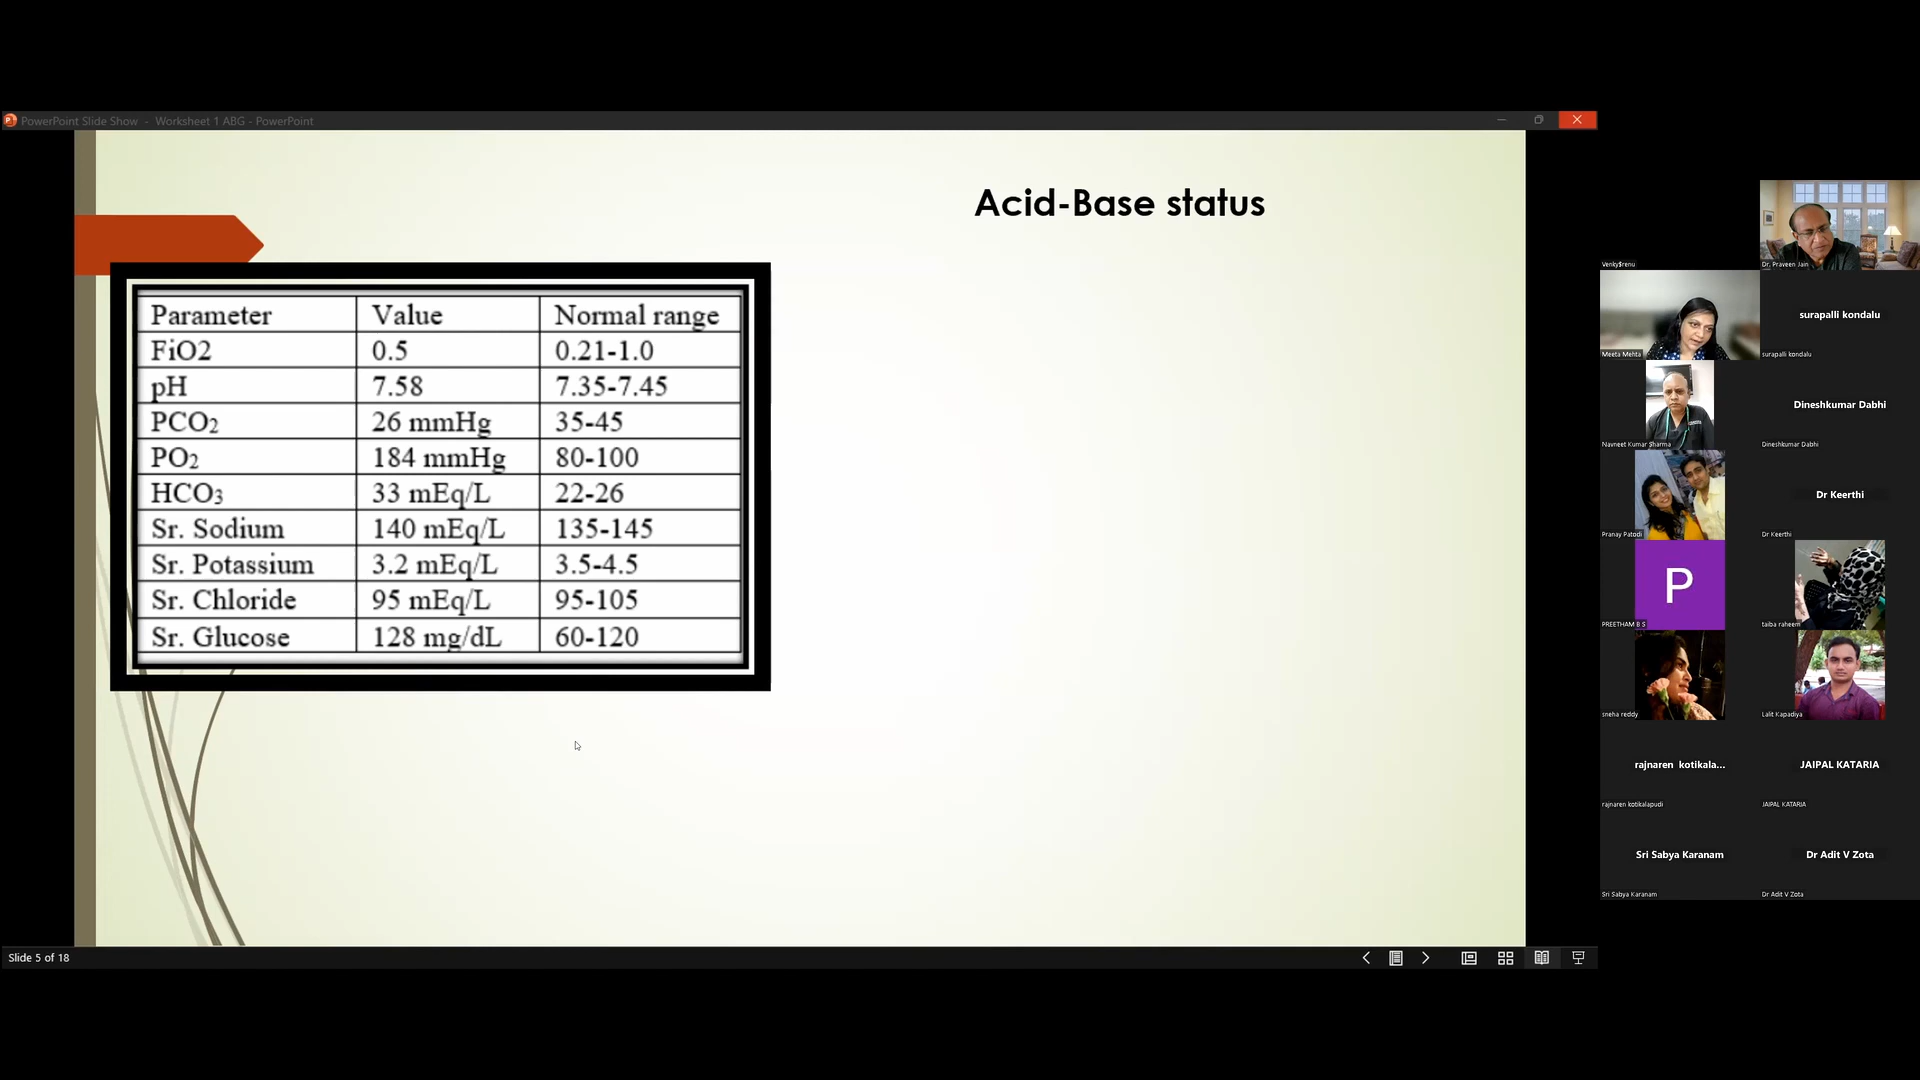 PowerPoint Slide Show - Worksheet 1 ABG - PowerPoint
Acid-Base status
Parameter Value Normal range
FiO2 0.5 0.21-1.0
pH 7.58 7.35-7.45
PCO2 26 mmHg 35-45
PO2 184 mmHg 80-100
HCO3 33 mEq/L 22-26
Sr. Sodium 140 mEq/L 135-145
Sr. Potassium 3.2 mEq/L 3.5-4.5
Sr. Chloride 95 mEq/L 95-105
Sr. Glucose 128 mg/dL 60-120
Slide 5 of 18
VenkySrenu
Dr. Praveen Jain
Meeta Mehta
surapalli kondalu
surapalli kondalu
Navneet Kumar Sharma
Dineshkumar Dabhi
Dineshkumar Dabhi
Pranay Patodi
Dr Keerthi
Dr Keerthi
P
PREETHAM B S
taiba raheem
sneha reddy
Lalit Kapadiya
rajnaren kotikala...
rajnaren kotikalapudi
JAIPAL KATARIA
JAIPAL KATARIA
Sri Sabya Karanam
Sri Sabya Karanam
Dr Adit V Zota
Dr Adit V Zota